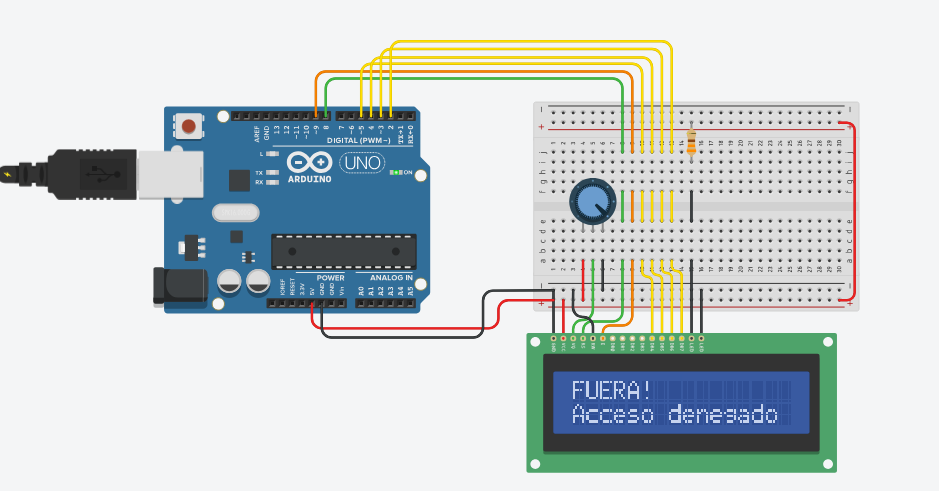 AREF
GND
13
12
~11
~10
~9
8
7
~6
~5
4
~3
2
TX→1
RX←0
DIGITAL (PWM~)
L
TX
RX
UNO
ARDUINO
ON
POWER
ANALOG IN
IOREF
RESET
3.3V
5V
GND
GND
Vin
A0
A1
A2
A3
A4
A5
FUERA!
Acceso denegado